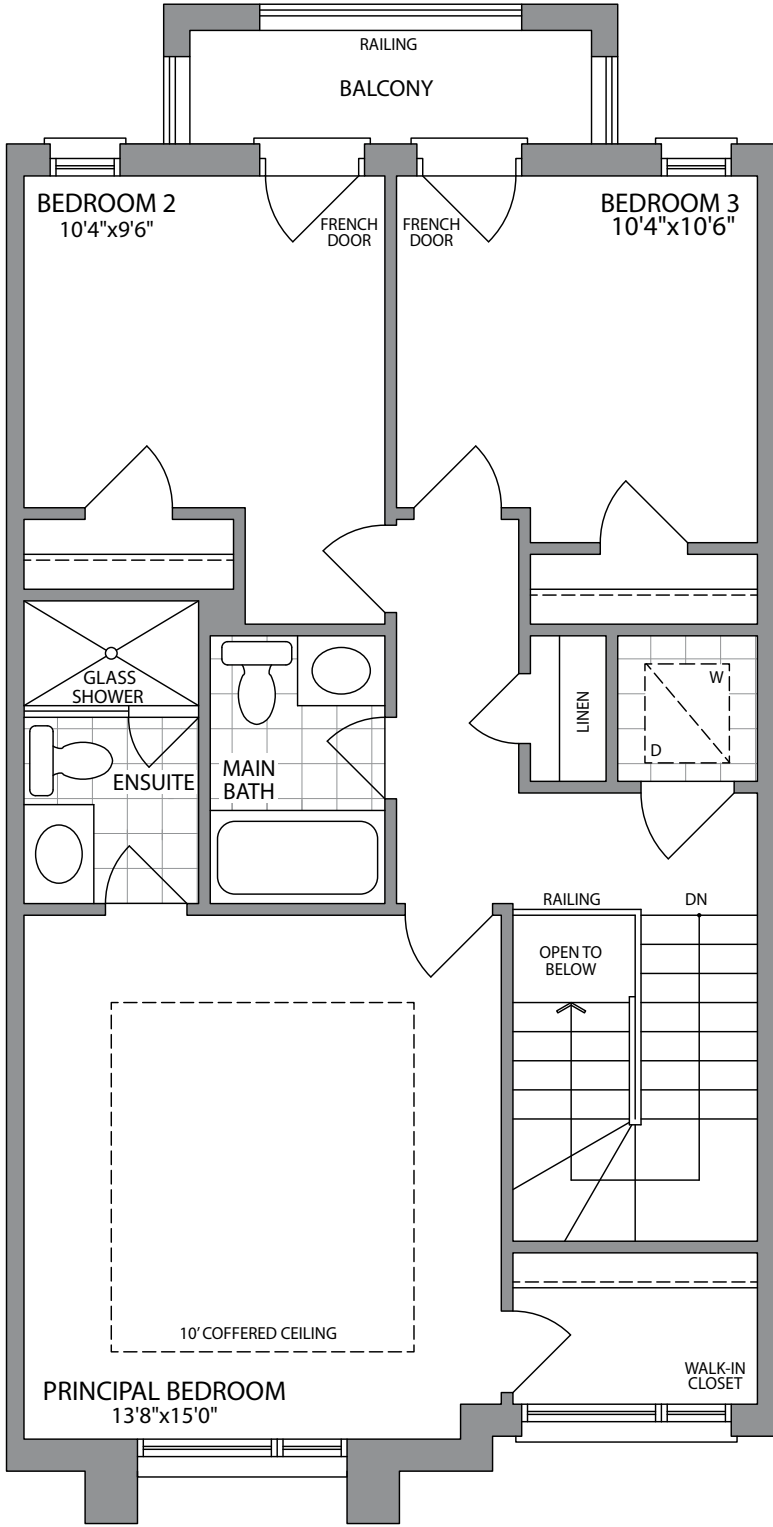 RAILING
BALCONY
BEDROOM 2
10'4"x9'6"
FRENCH
DOOR
FRENCH
DOOR
BEDROOM 3
10'4"x10'6"
GLASS
SHOWER
ENSUITE
MAIN
BATH
LINEN
W
D
RAILING
DN
OPEN TO
BELOW
10' COFFERED CEILING
PRINCIPAL BEDROOM
13'8"x15'0"
WALK-IN
CLOSET